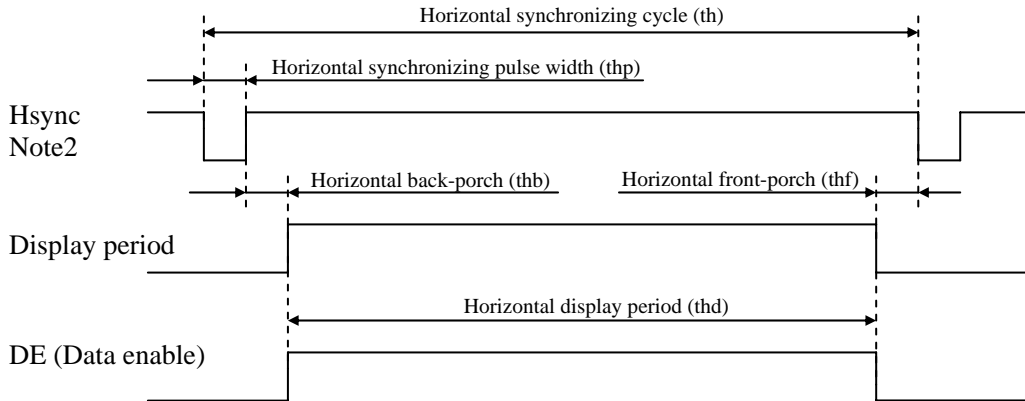 Horizontal synchronizing cycle (th)
Horizontal synchronizing pulse width (thp)
Hsync
Note2
Horizontal back-porch (thb)
Horizontal front-porch (thf)
Display period
Horizontal display period (thd)
DE (Data enable)